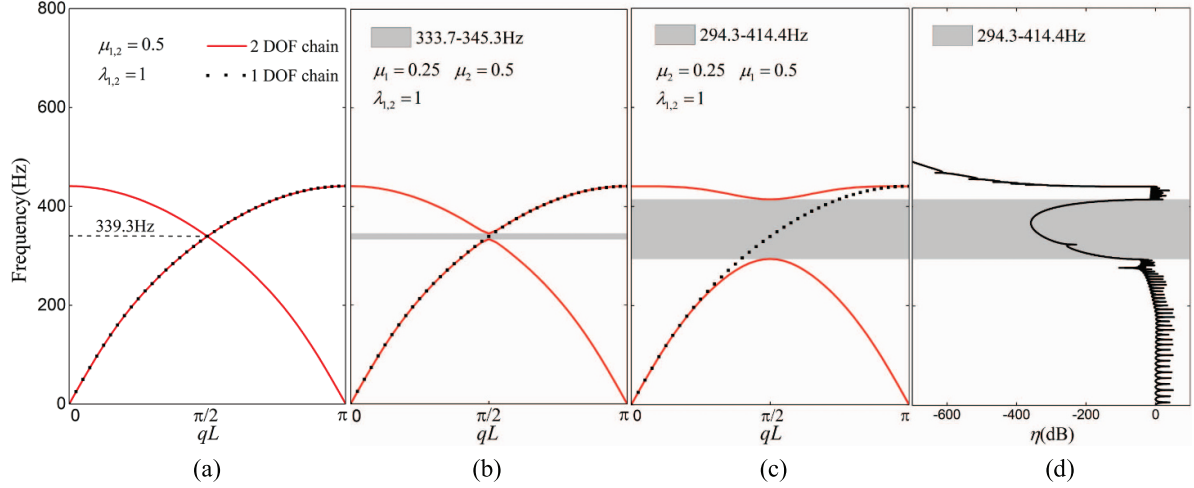 800
600
400
200
0
Frequency(Hz)
μ1,2 = 0.5
λ1,2 = 1
2 DOF chain
1 DOF chain
339.3Hz
0 π/2 π
qL
(a)
333.7-345.3Hz
μ1 = 0.25 μ2 = 0.5
λ1,2 = 1
0 π/2 π
qL
(b)
294.3-414.4Hz
μ2 = 0.25 μ1 = 0.5
λ1,2 = 1
0 π/2 π
qL
(c)
294.3-414.4Hz
-600 -400 -200 0
η(dB)
(d)